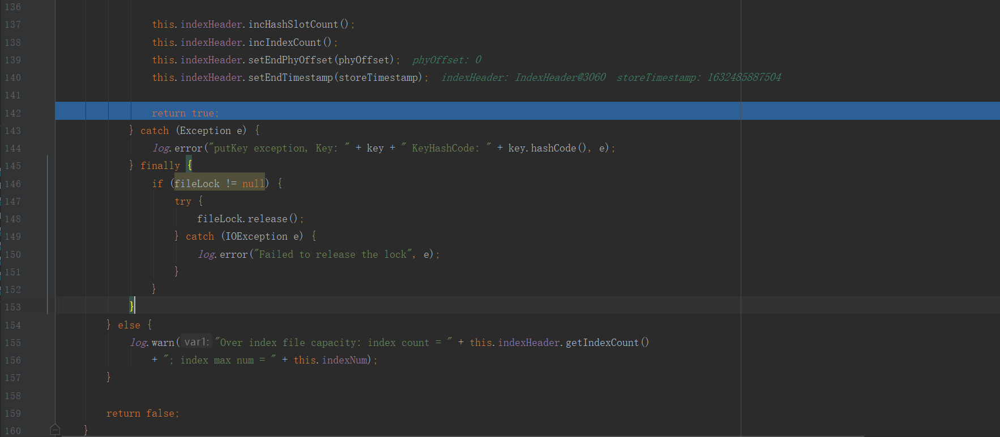 136
137 this.indexHeader.incHashSlotCount();
138 this.indexHeader.incIndexCount();
139 this.indexHeader.setEndPhyOffset(phyOffset); phyOffset: 0
140 this.indexHeader.setEndTimestamp(storeTimestamp); indexHeader: IndexHeader@3060 storeTimestamp: 1632485887504
141
142 return true;
143 } catch (Exception e) {
144 log.error("putKey exception, Key: " + key + " KeyHashCode: " + key.hashCode(), e);
145 } finally {
146 if (fileLock != null) {
147 try {
148 fileLock.release();
149 } catch (IOException e) {
150 log.error("Failed to release the lock", e);
151 }
152 }
153 }
154 } else {
155 log.warn( var1: "Over index file capacity: index count = " + this.indexHeader.getIndexCount()
156 + "; index max num = " + this.indexNum);
157 }
158
159 return false;
160 }